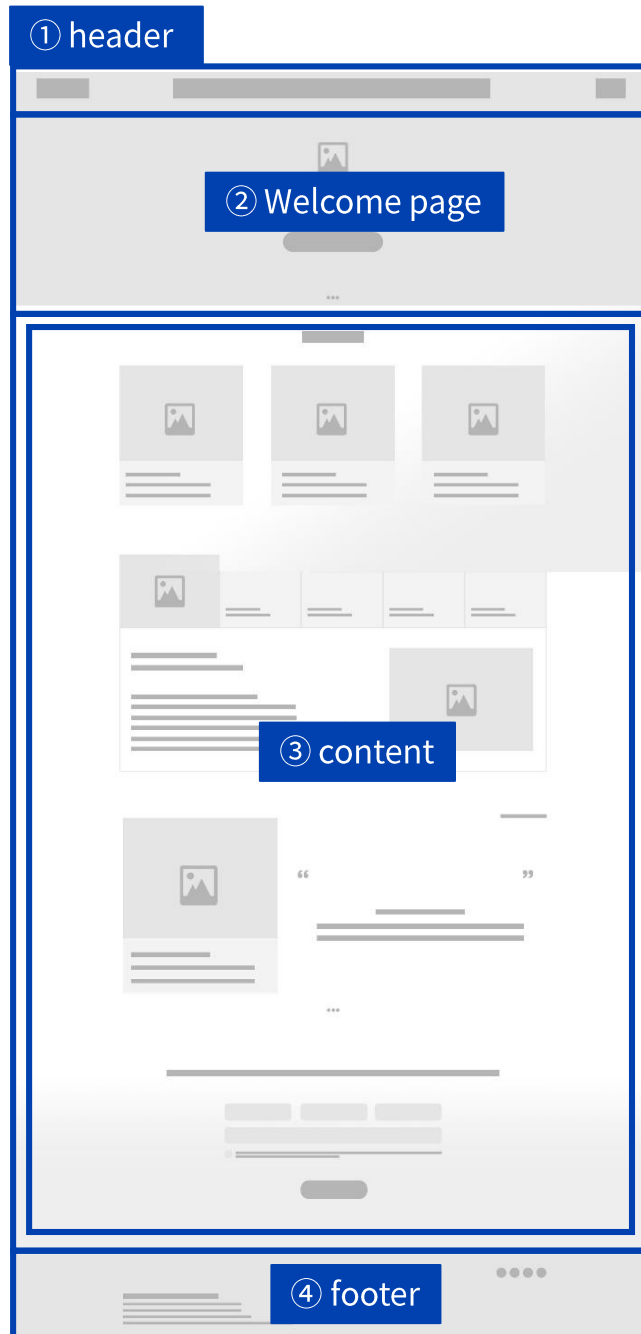 ① header
② Welcome page
③ content
“ ”
④ footer